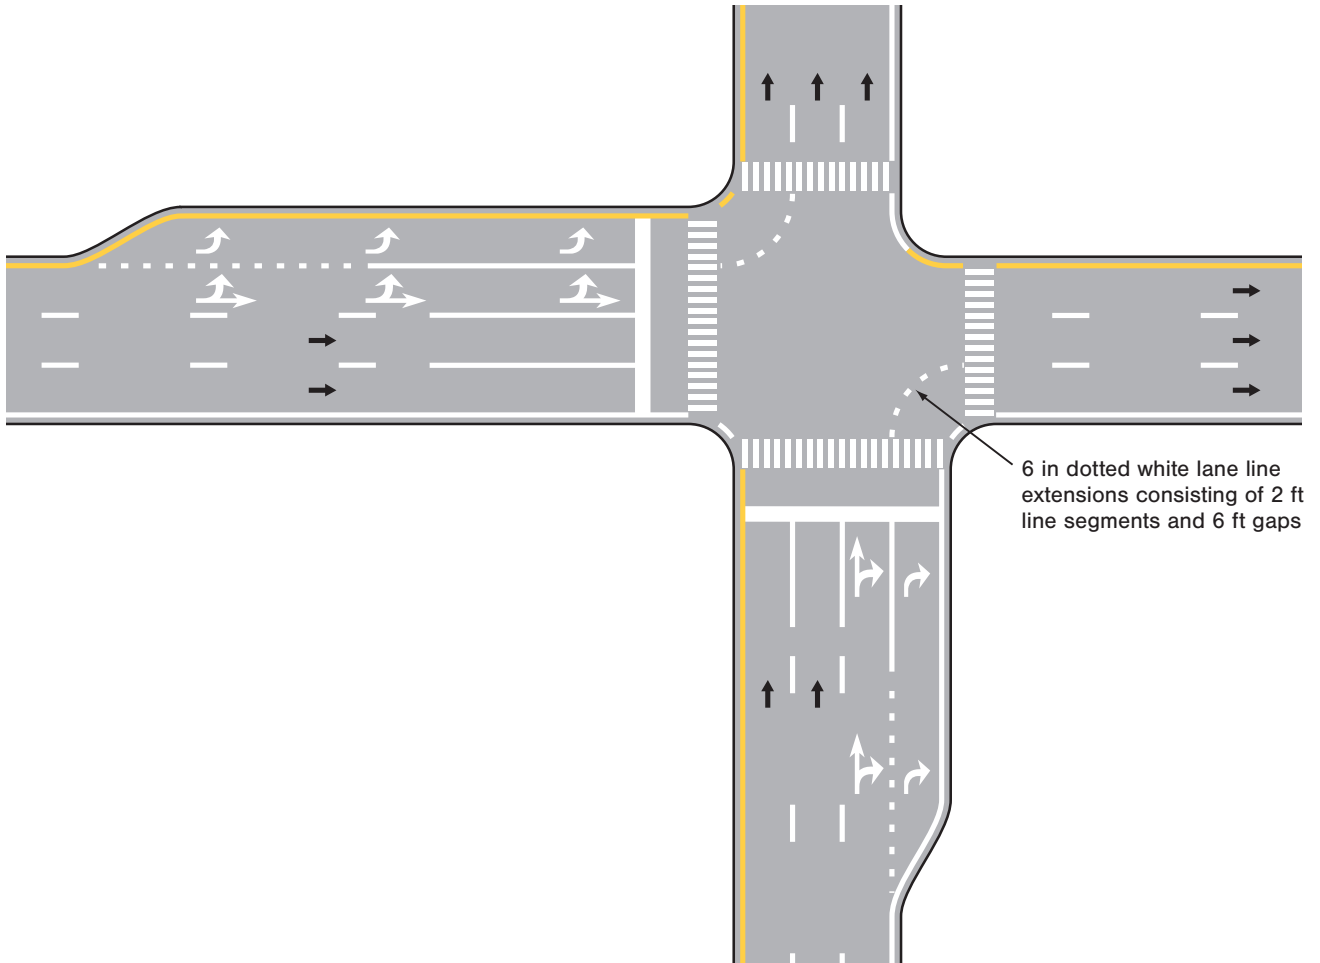 6 in dotted white lane line
extensions consisting of 2 ft
line segments and 6 ft gaps